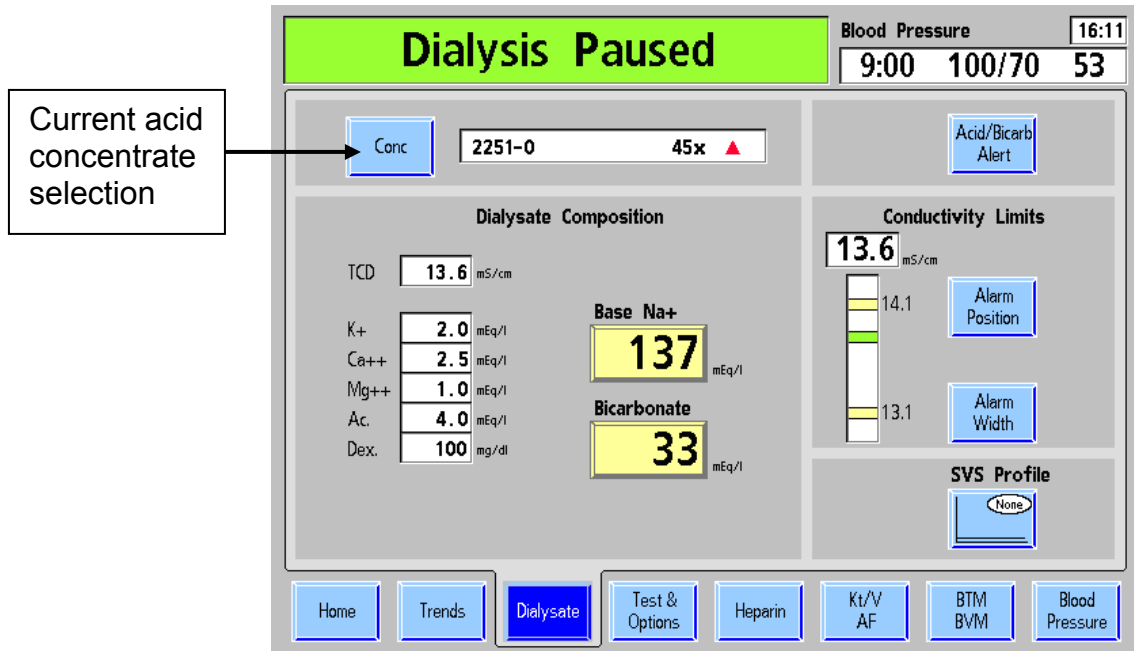 Current acid
concentrate
selection
Dialysis Paused
Blood Pressure
16:11
9:00 100/70 53
Conc
2251-0 45x
Acid/Bicarb
Alert
Dialysate Composition
TCD 13.6 mS/cm
K+ 2.0 mEq/l
Ca++ 2.5 mEq/l
Mg++ 1.0 mEq/l
Ac. 4.0 mEq/l
Dex. 100 mg/dl
Base Na+
137 mEq/l
Bicarbonate
33 mEq/l
Conductivity Limits
13.6 mS/cm
14.1
13.1
Alarm
Position
Alarm
Width
SVS Profile
None
Home
Trends
Dialysate
Test &
Options
Heparin
Kt/V
AF
BTM
BVM
Blood
Pressure